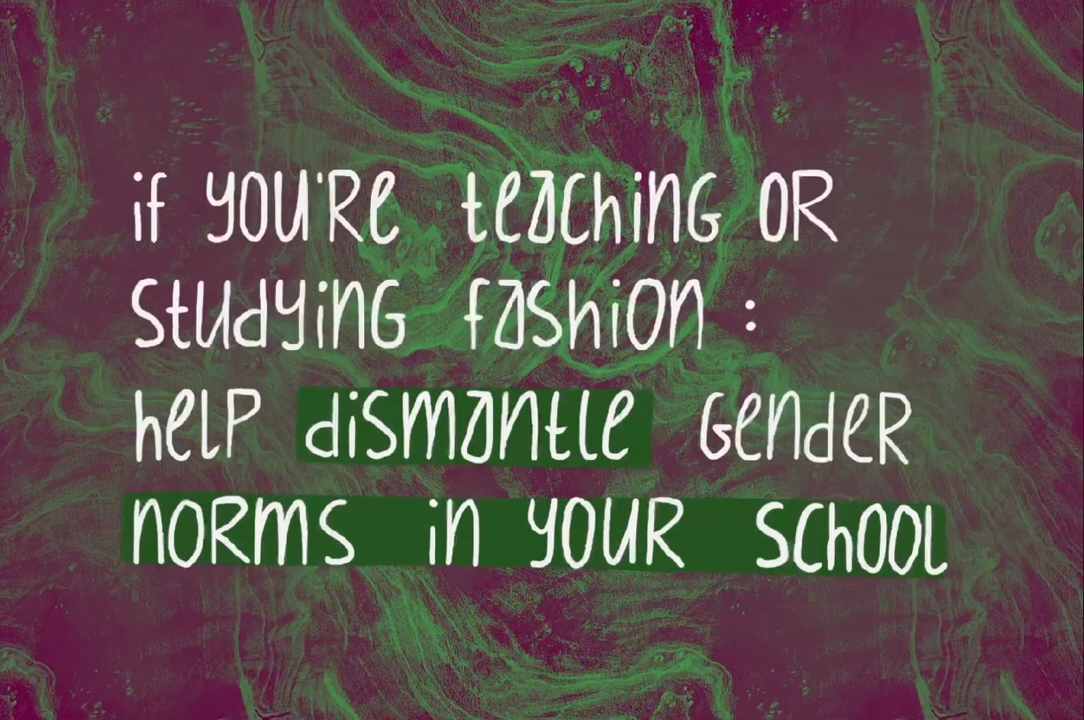 if YOU'Re teaching OR
studying fashion :
help dismantle Gender
noRms in youR school